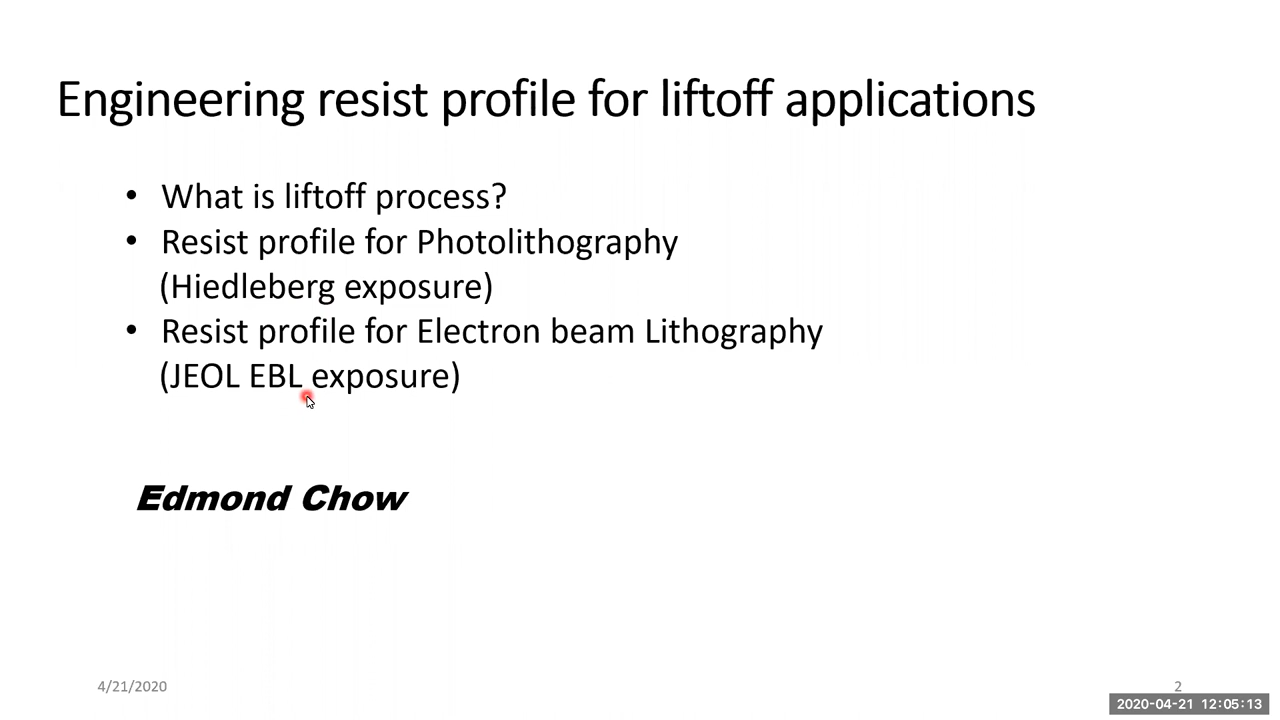 Engineering resist profile for liftoff applications
• What is liftoff process?
• Resist profile for Photolithography
(Hiedleberg exposure)
• Resist profile for Electron beam Lithography
(JEOL EBL exposure)
Edmond Chow
4/21/2020
2
2020-04-21 12:05:13